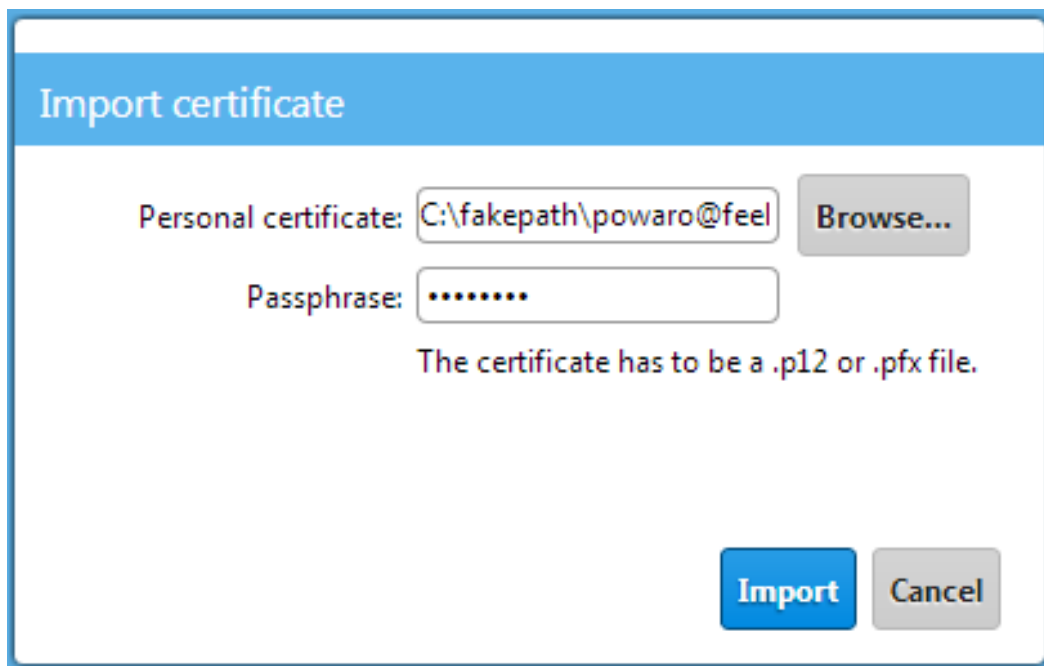 Import certificate
Personal certificate: C:\fakepath\powaro@feel Browse...
Passphrase: ••••••••
The certificate has to be a .p12 or .pfx file.
Import Cancel